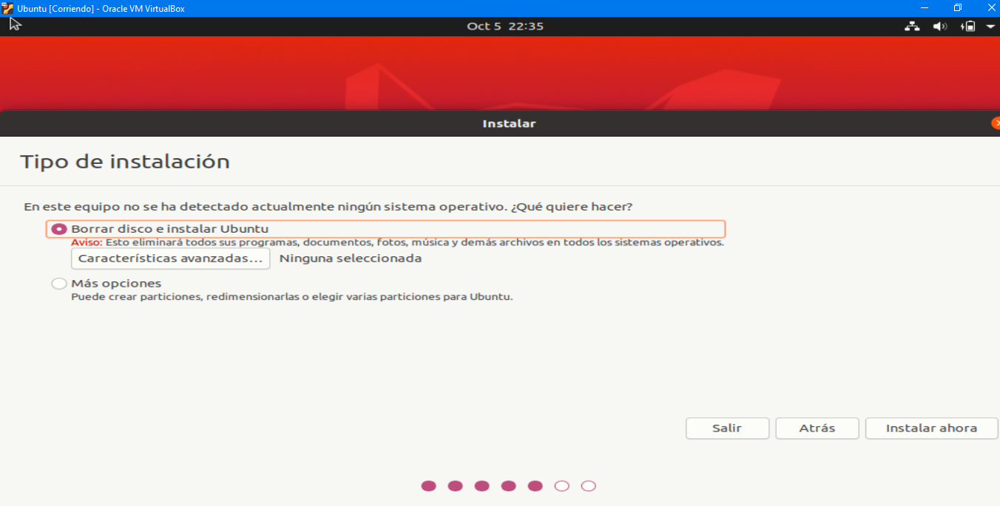 Ubuntu [Corriendo] - Oracle VM VirtualBox
Oct 5 22:35
Instalar
Tipo de instalación
En este equipo no se ha detectado actualmente ningún sistema operativo. ¿Qué quiere hacer?
Borrar disco e instalar Ubuntu
Aviso: Esto eliminará todos sus programas, documentos, fotos, música y demás archivos en todos los sistemas operativos.
Características avanzadas... Ninguna seleccionada
Más opciones
Puede crear particiones, redimensionarlas o elegir varias particiones para Ubuntu.
Salir Atrás Instalar ahora